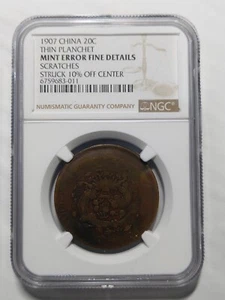 1907 CHINA 20C
THIN PLANCHET
MINT ERROR FINE DETAILS
SCRATCHES
STRUCK 10% OFF CENTER
6759683-011
NUMISMATIC GUARANTY COMPANY
NGC